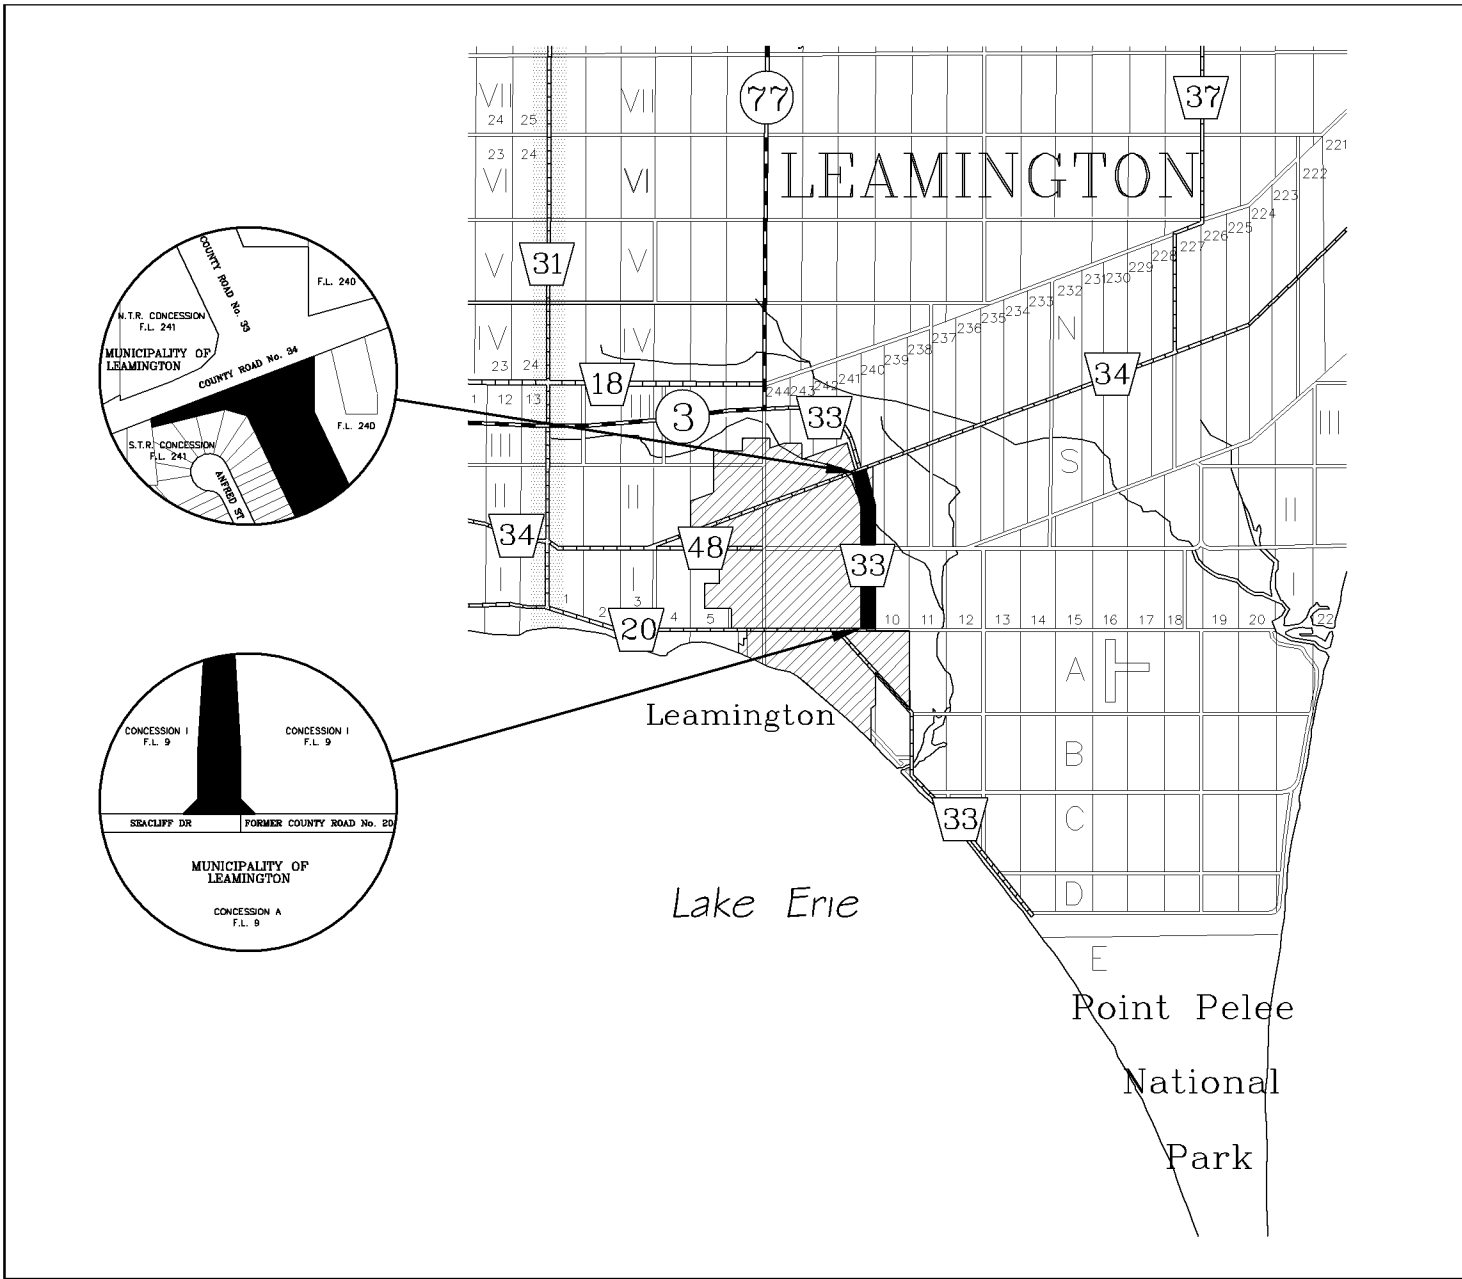 77
37
VII
VII
24 25
LEAMINGTON
221
23 24
222
VI
VI
223
224
225
226
227
228
229
230
231
232
233
234
235
236
237
238
239
240
241
242
243
244
31
V
V
IV
IV
N
23 24
18
34
1 12 13
III
3
33
III
III
S
II
II
II
34
48
33
I
I
I
1
2
3
4
5
10 11 12 13 14 15 16 17 18 19 20 22
20
A
Leamington
B
33
C
D
E
Lake Erie
Point Pelee
National
Park
COUNTY ROAD No. 33
F.L. 240
N.T.R. CONCESSION
F.L. 241
MUNICIPALITY OF
LEAMINGTON
COUNTY ROAD No. 34
F.L. 240
S.T.R. CONCESSION
F.L. 241
ANFRED ST
CONCESSION I
F.L. 9
CONCESSION I
F.L. 9
SEACLIFF DR
FORMER COUNTY ROAD No. 20
MUNICIPALITY OF
LEAMINGTON
CONCESSION A
F.L. 9